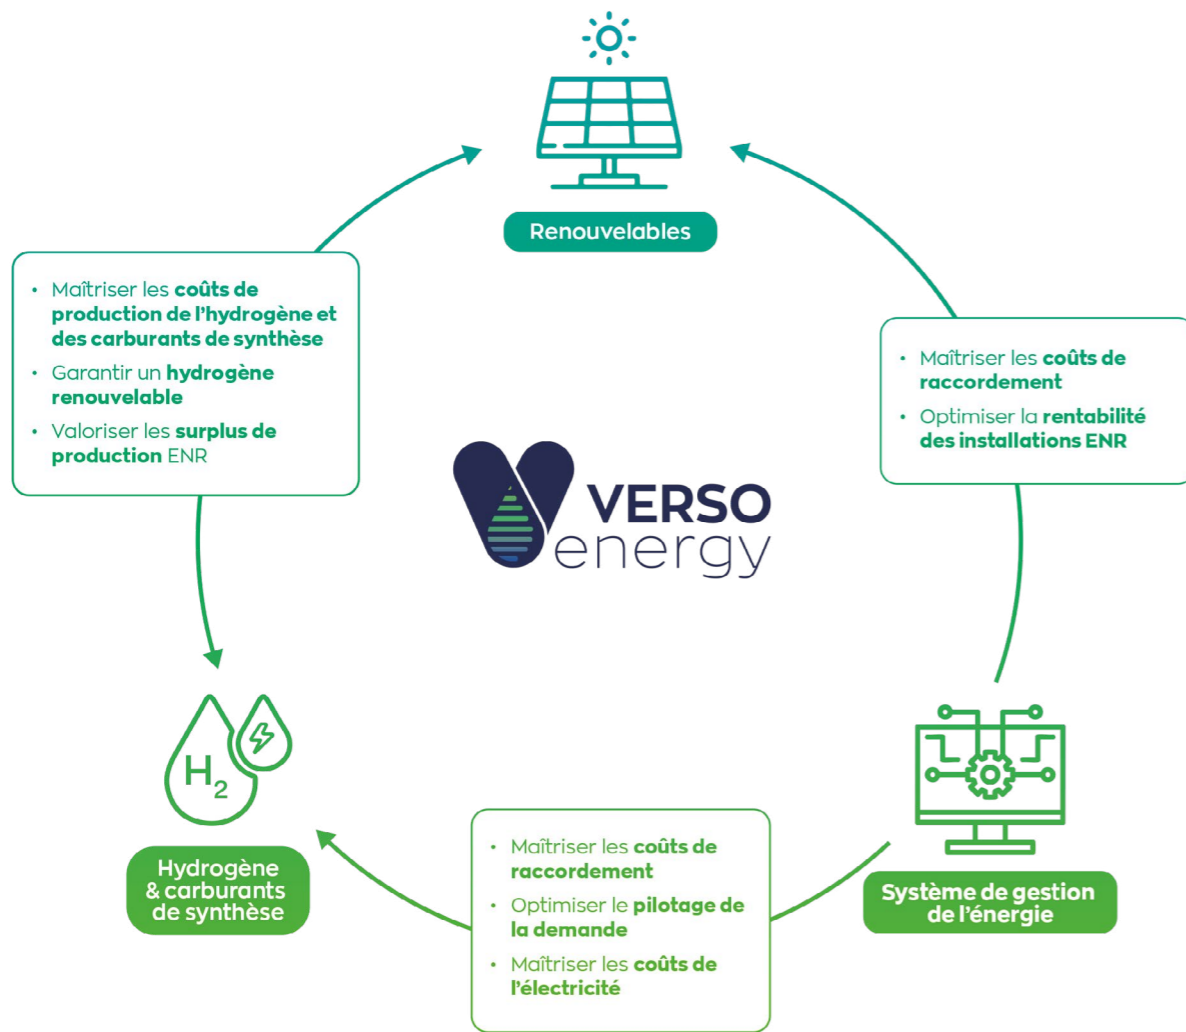 Renouvelables
• Maîtriser les coûts de
production de l'hydrogène et
des carburants de synthèse
• Garantir un hydrogène
renouvelable
• Valoriser les surplus de
production ENR
• Maîtriser les coûts de
raccordement
• Optimiser la rentabilité
des installations ENR
VERSO
energy
H₂
Hydrogène
& carburants
de synthèse
• Maîtriser les coûts de
raccordement
• Optimiser le pilotage de
la demande
• Maîtriser les coûts de
l'électricité
Système de gestion
de l'énergie